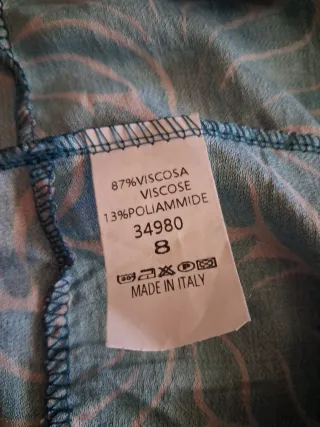 87%VISCOSA
VISCOSE
13%POLIAMMIDE
34980
8
MADE IN ITALY